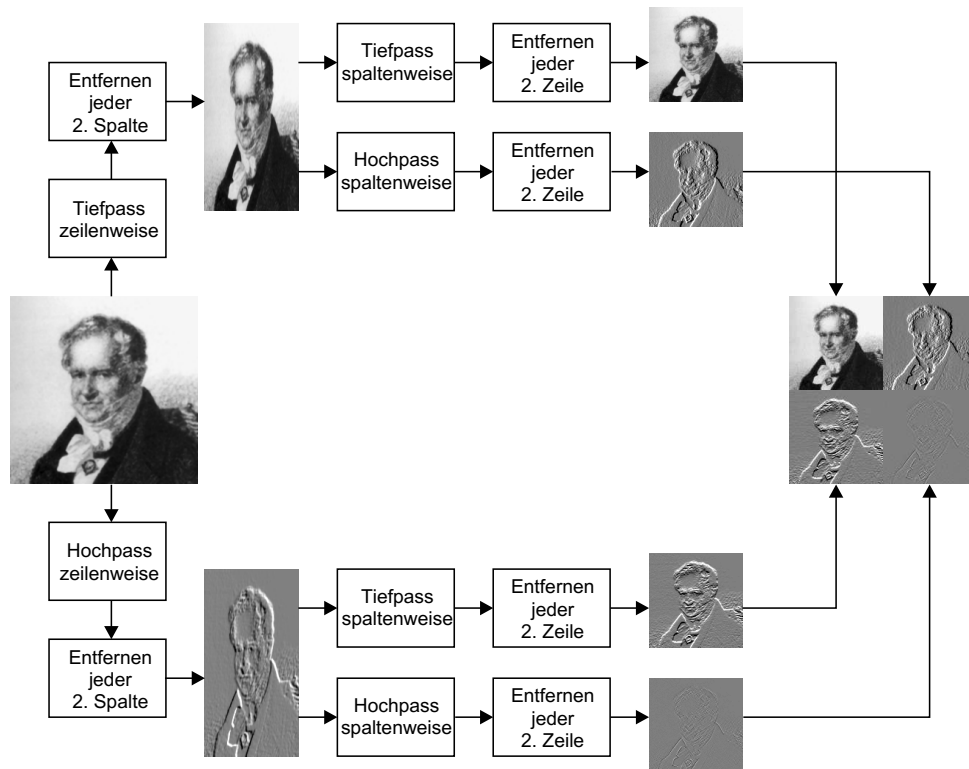 Entfernen
jeder
2. Spalte
Tiefpass
zeilenweise
Tiefpass
spaltenweise
Entfernen
jeder
2. Zeile
Hochpass
spaltenweise
Entfernen
jeder
2. Zeile
Hochpass
zeilenweise
Entfernen
jeder
2. Spalte
Tiefpass
spaltenweise
Entfernen
jeder
2. Zeile
Hochpass
spaltenweise
Entfernen
jeder
2. Zeile